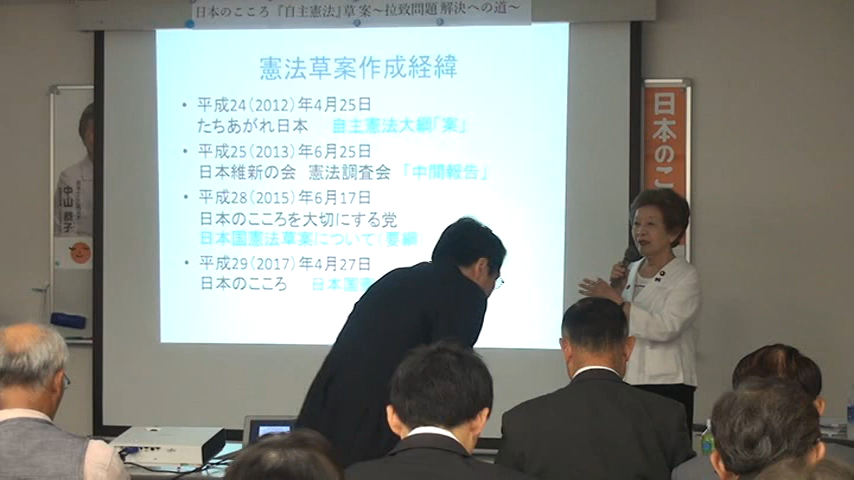 日本のこころ『自主憲法』草案～拉致問題 解決への道～
憲法草案作成経緯
• 平成24（2012）年4月25日
たちあがれ日本 自主憲法大綱「案」
• 平成25（2013）年6月25日
日本維新の会 憲法調査会 「中間報告」
• 平成28（2015）年6月17日
日本のこころを大切にする党
日本国憲法草案について（要綱
• 平成29（2017）年4月27日
日本のこころ 日本国憲
日本のこ
中山恭子